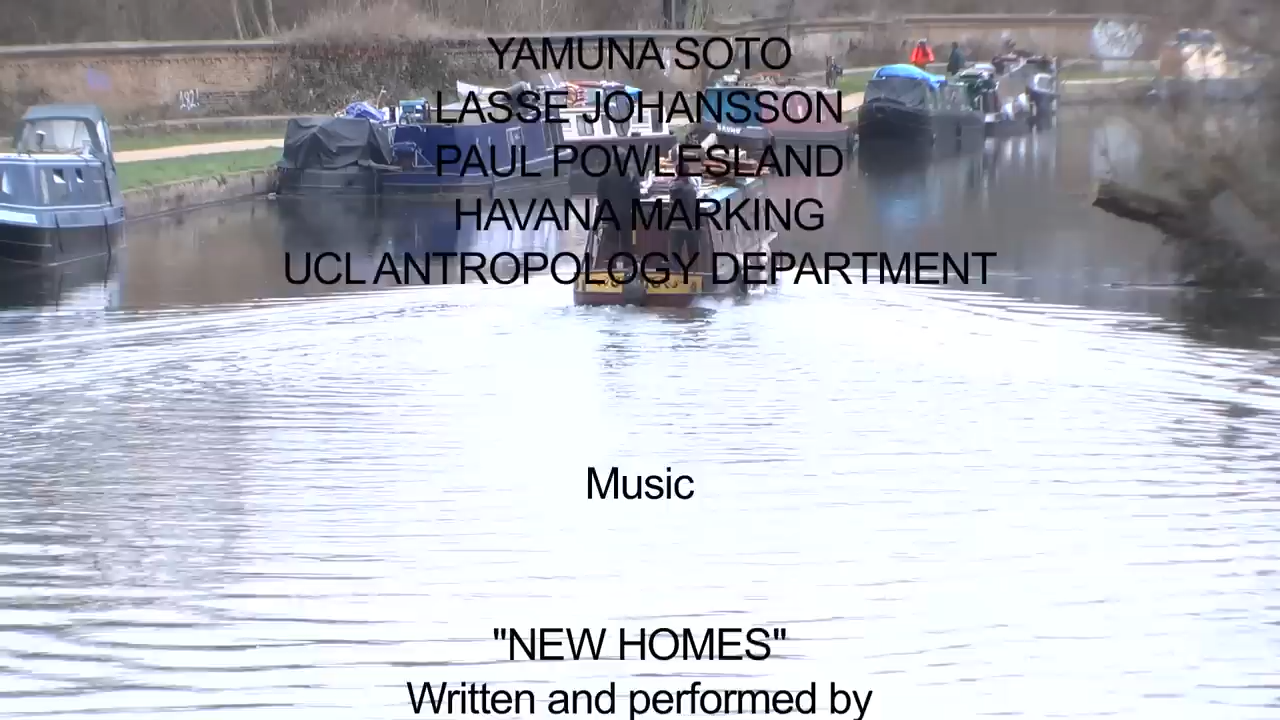 YAMUNA SOTO
LASSE JOHANSSON
PAUL POWLESLAND
HAVANA MARKING
UCL ANTROPOLOGY DEPARTMENT
Music
"NEW HOMES"
Written and performed by